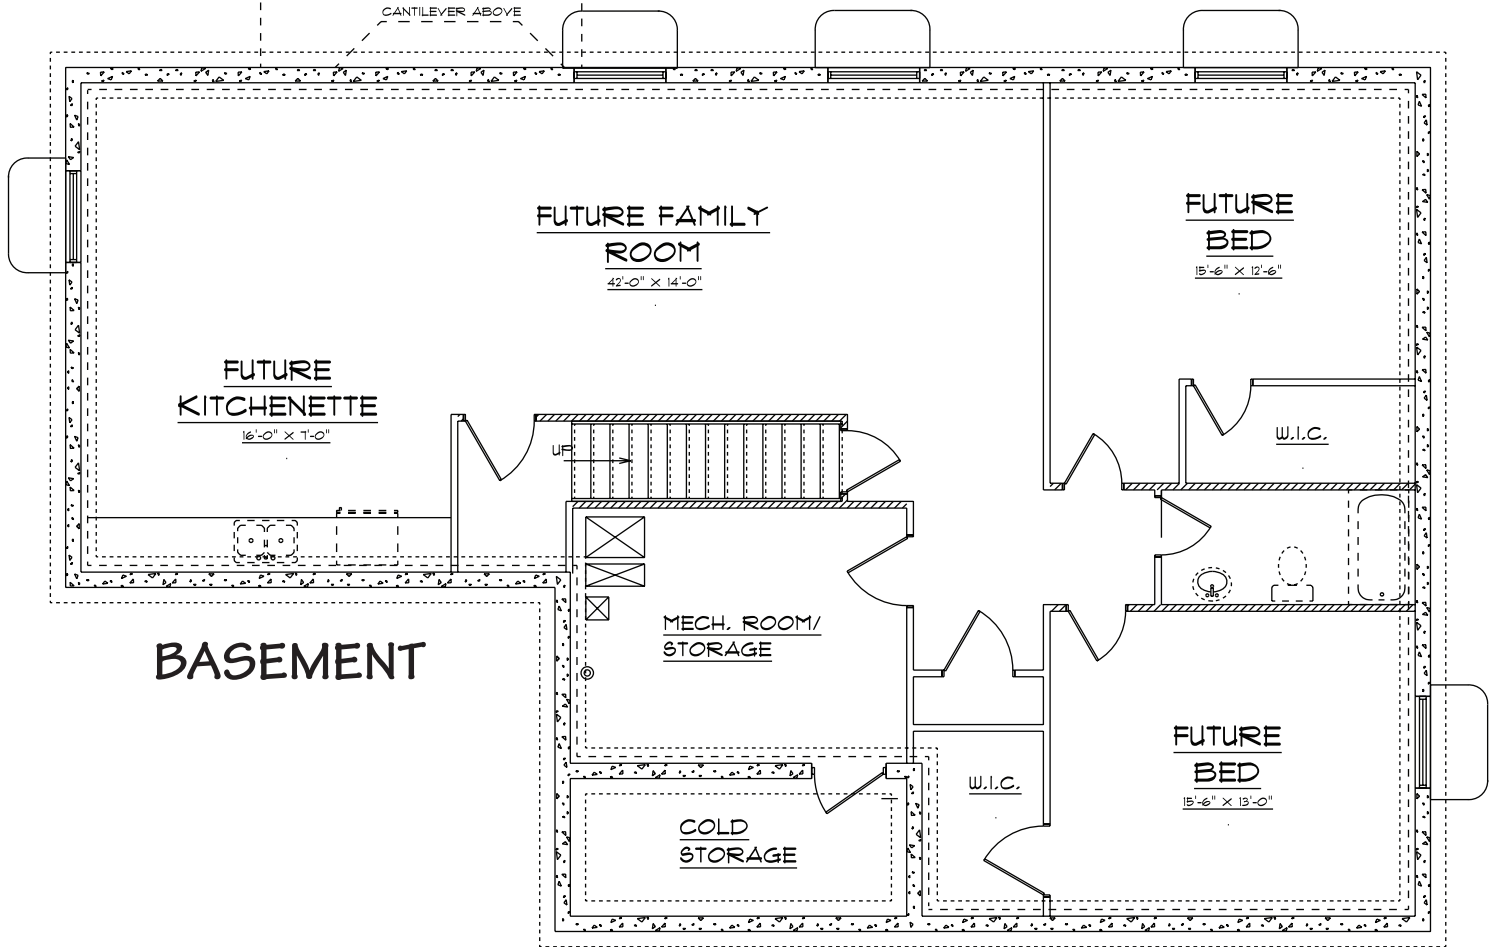 CANTILEVER ABOVE
FUTURE FAMILY
ROOM
42'-0" X 14'-0"
FUTURE
BED
15'-6" X 12'-6"
FUTURE
KITCHENETTE
16'-0" X 7'-0"
UP
W.I.C.
MECH. ROOM/
STORAGE
BASEMENT
FUTURE
BED
15'-6" X 13'-0"
W.I.C.
COLD
STORAGE